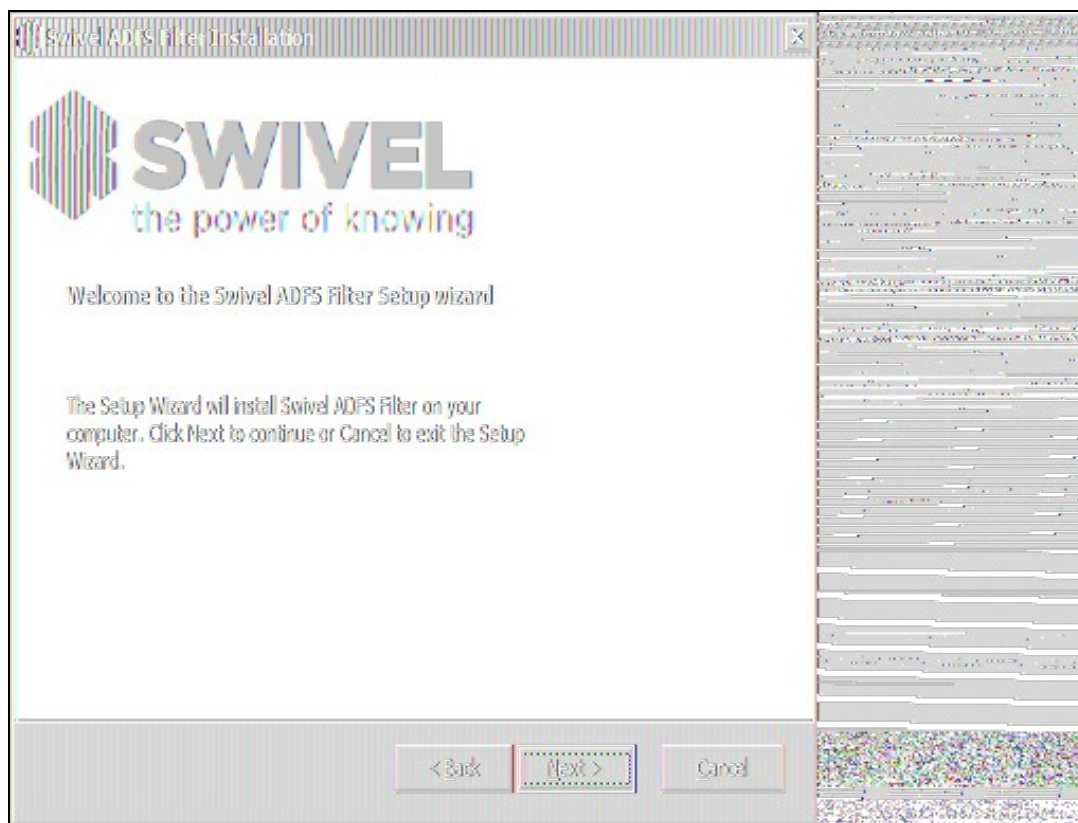 Swivel ADFS Filter Installation
SWIVEL
the power of knowing
Welcome to the Swivel ADFS Filter Setup wizard
The Setup Wizard will install Swivel ADFS Filter on your
computer. Click Next to continue or Cancel to exit the Setup
Wizard.
< Back
Next >
Cancel